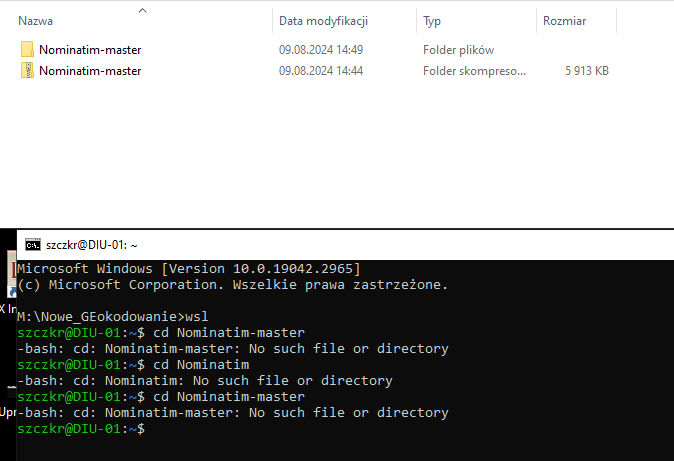 Nazwa Data modyfikacji Typ Rozmiar
Nominatim-master 09.08.2024 14:49 Folder plików
Nominatim-master 09.08.2024 14:44 Folder skompreso... 5 913 KB
szczkr@DIU-01: ~
Microsoft Windows [Version 10.0.19042.2965]
(c) Microsoft Corporation. Wszelkie prawa zastrzeżone.
M:\Nowe_GEokodowanie>wsl
szczkr@DIU-01:~$ cd Nominatim-master
-bash: cd: Nominatim-master: No such file or directory
szczkr@DIU-01:~$ cd Nominatim
-bash: cd: Nominatim: No such file or directory
szczkr@DIU-01:~$ cd Nominatim-master
-bash: cd: Nominatim-master: No such file or directory
szczkr@DIU-01:~$
X In
Upr